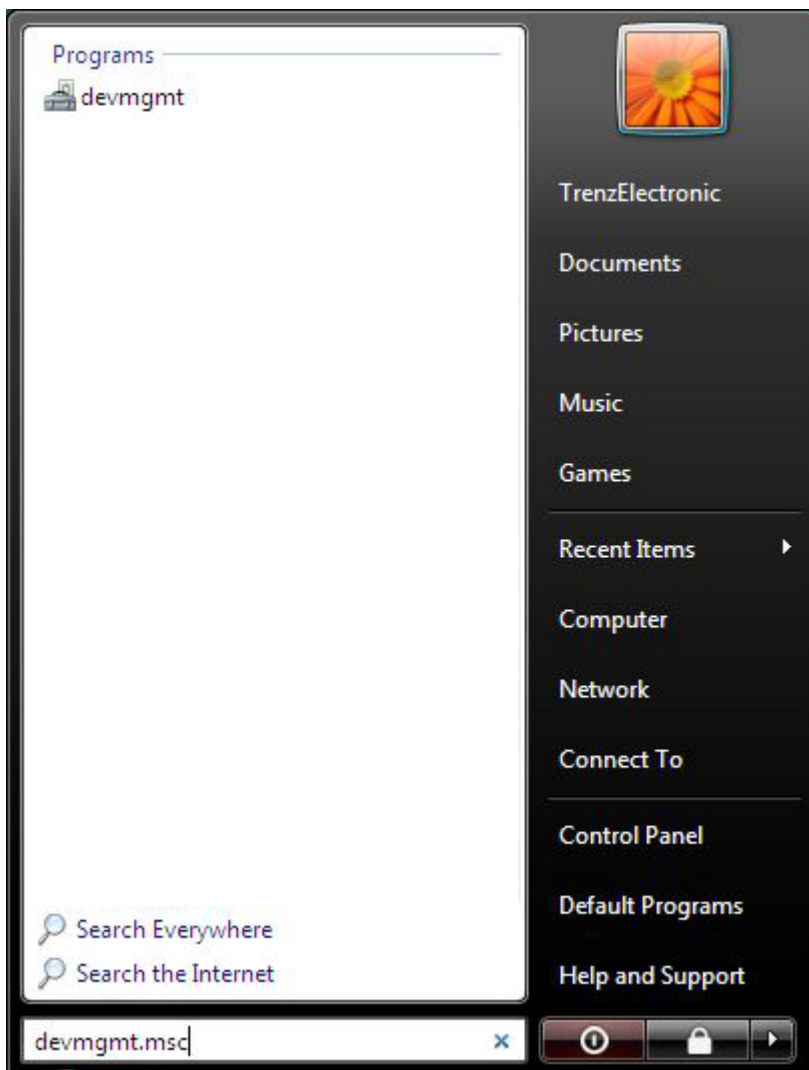 Programs
devmgmt
Search Everywhere
Search the Internet
devmgmt.msc
TrenzElectronic
Documents
Pictures
Music
Games
Recent Items
Computer
Network
Connect To
Control Panel
Default Programs
Help and Support